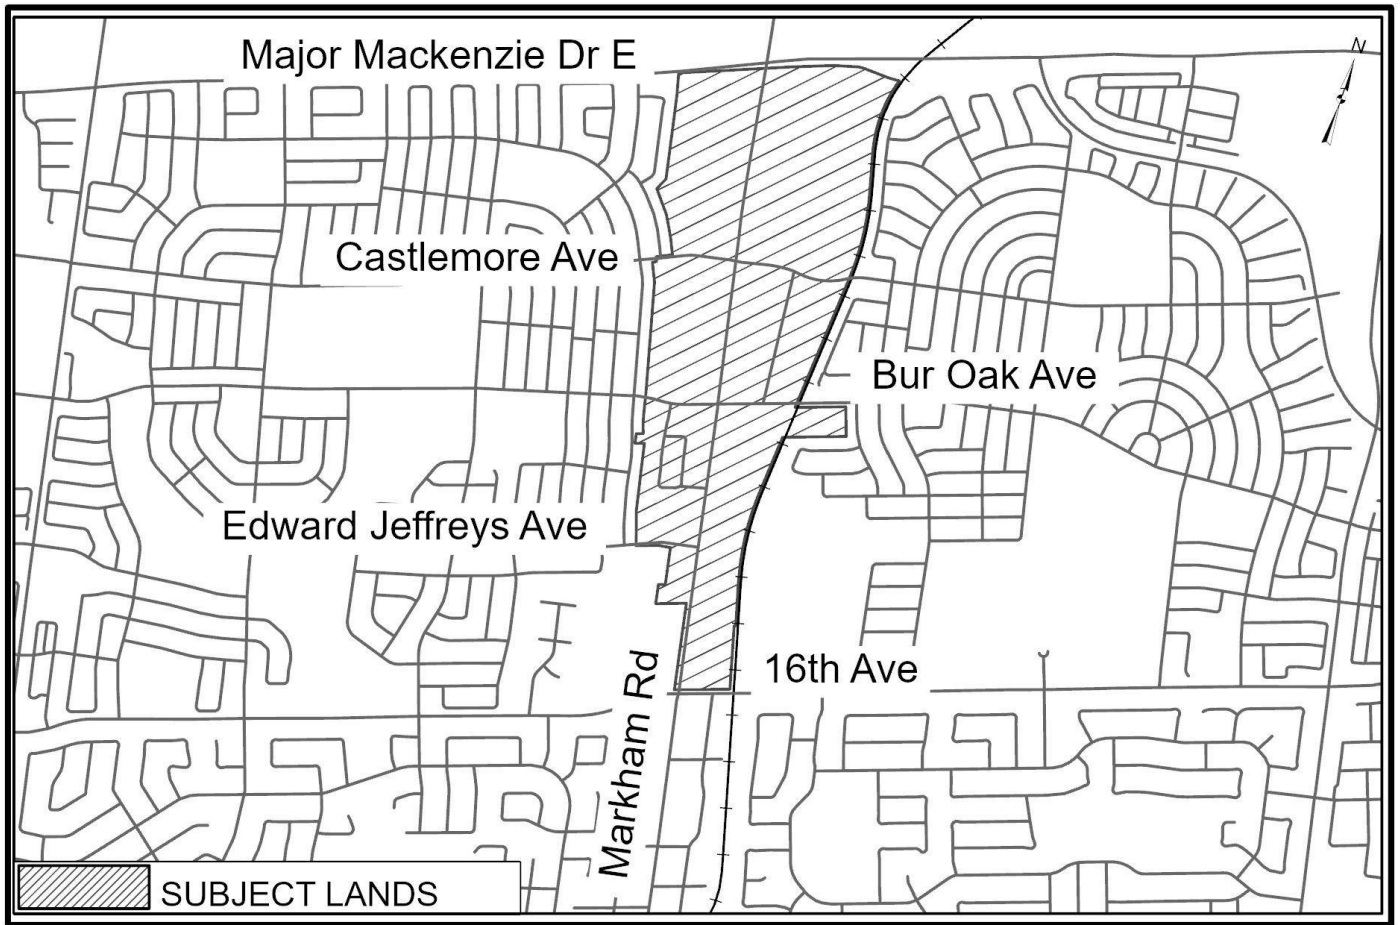 Major Mackenzie Dr E
N
Castlemore Ave
Bur Oak Ave
Edward Jeffreys Ave
16th Ave
Markham Rd
SUBJECT LANDS